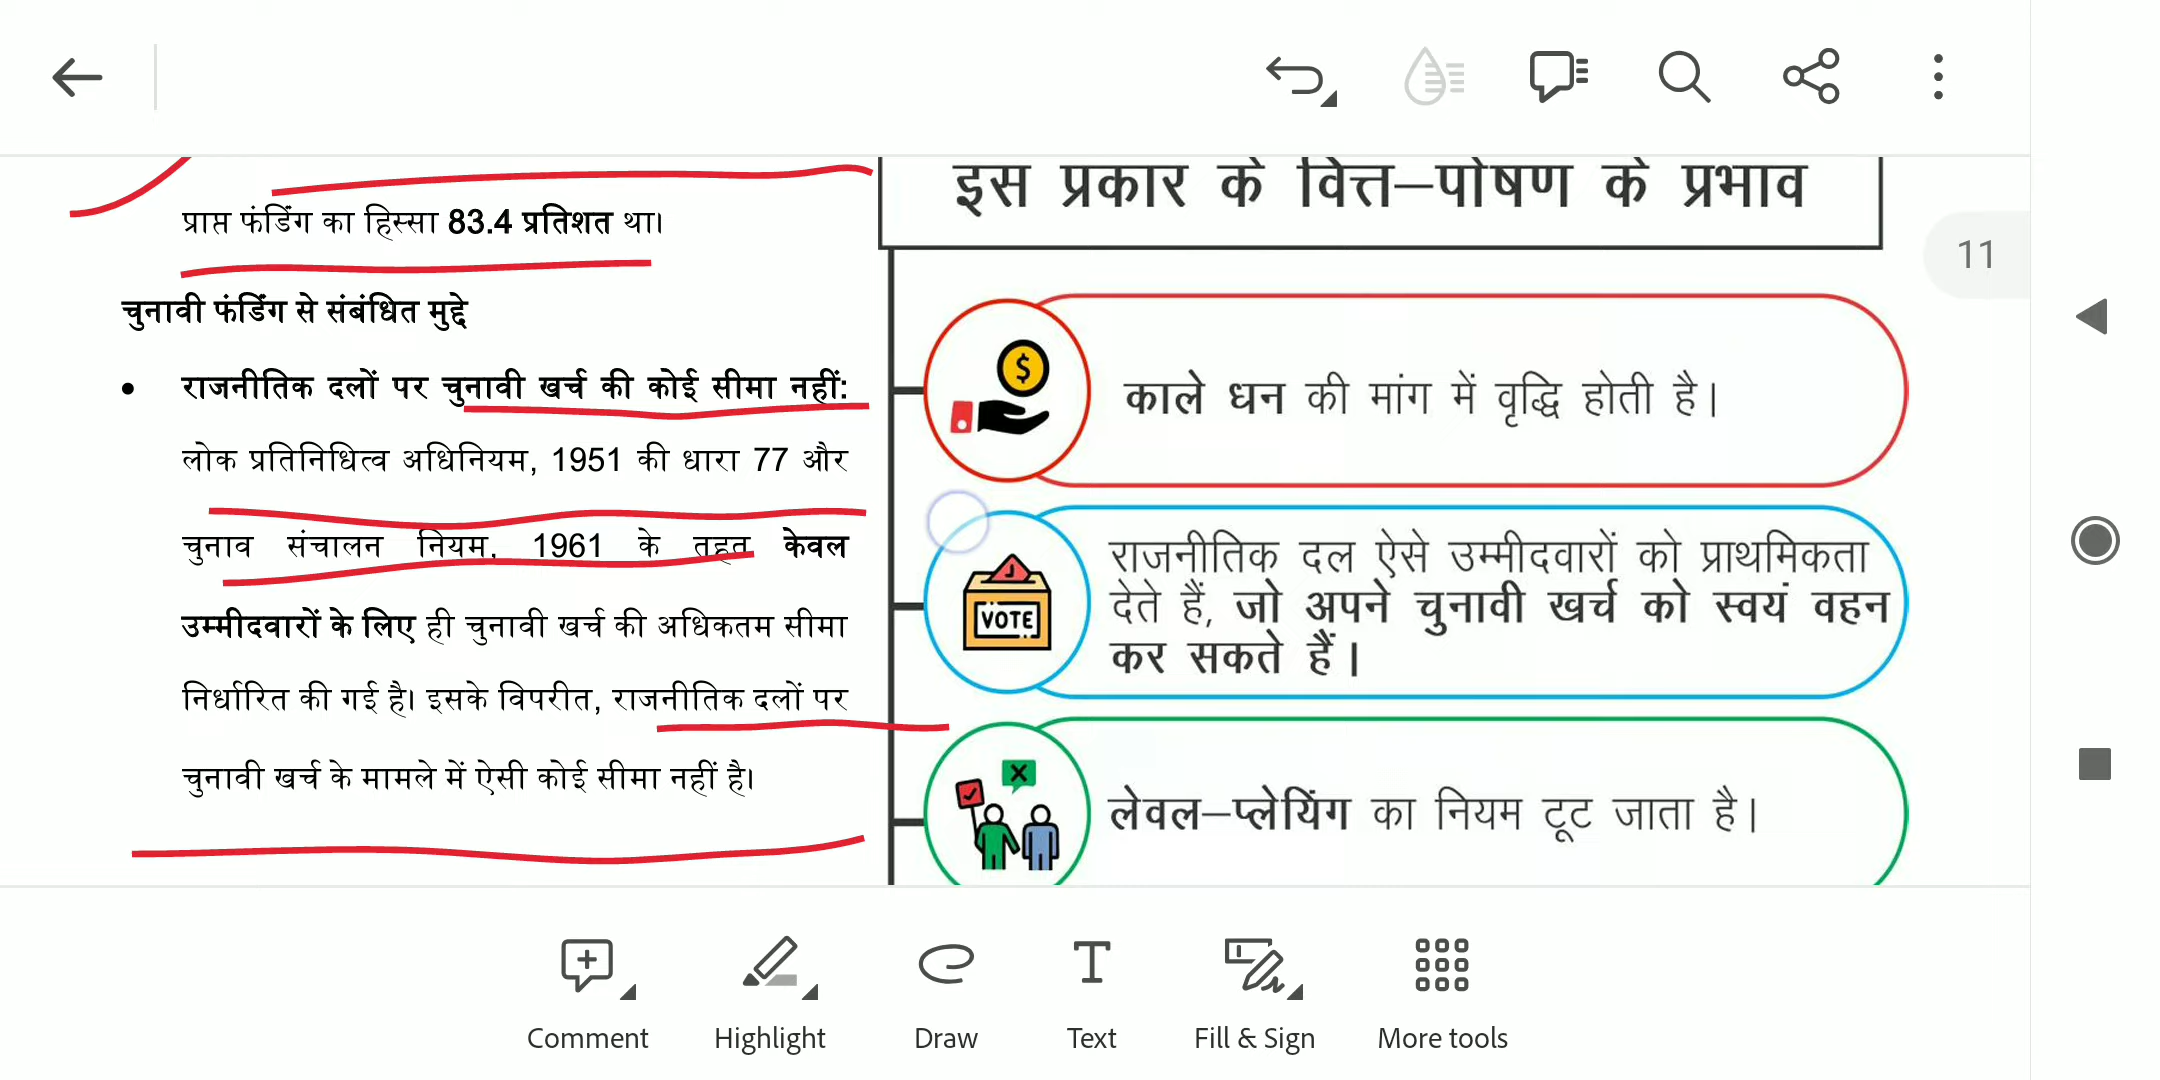 प्राप्त फंडिंग का हिस्सा 83.4 प्रतिशत था।
चुनावी फंडिंग से संबंधित मुद्दे
• राजनीतिक दलों पर चुनावी खर्च की कोई सीमा नहीं:
लोक प्रतिनिधित्व अधिनियम, 1951 की धारा 77 और
चुनाव संचालन नियम, 1961 के तहत केवल
उम्मीदवारों के लिए ही चुनावी खर्च की अधिकतम सीमा
निर्धारित की गई है। इसके विपरीत, राजनीतिक दलों पर
चुनावी खर्च के मामले में ऐसी कोई सीमा नहीं है।
इस प्रकार के वित्त–पोषण के प्रभाव
11
$
काले धन की मांग में वृद्धि होती है।
VOTE
राजनीतिक दल ऐसे उम्मीदवारों को प्राथमिकता
देते हैं, जो अपने चुनावी खर्च को स्वयं वहन
कर सकते हैं।
लेवल–प्लेयिंग का नियम टूट जाता है।
Comment
Highlight
Draw
Text
Fill & Sign
More tools